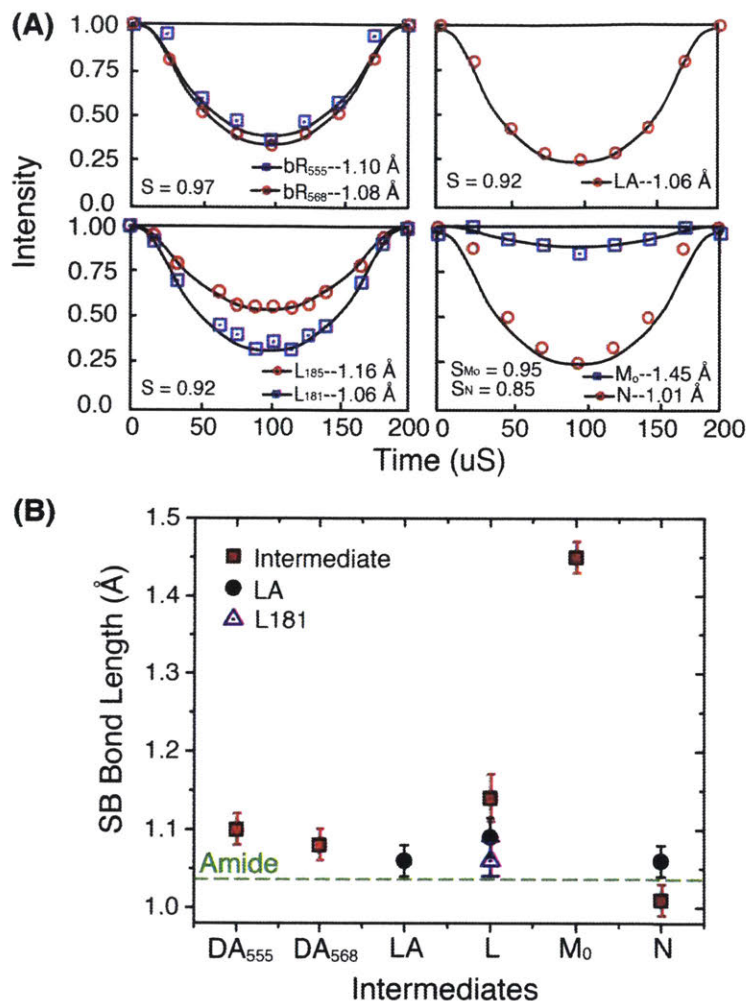 (A)
1.00
0.75
0.50
0.25
0.0
S = 0.97
bR555--1.10 Å
bR568--1.08 Å
S = 0.92
LA--1.06 Å
1.00
0.75
0.50
0.25
0.0
S = 0.92
L185--1.16 Å
L181--1.06 Å
SMo = 0.95
SN = 0.85
Mo--1.45 Å
N--1.01 Å
Intensity
0 50 100 150 200
50 100 150 200
Time (uS)
(B)
1.5
1.4
1.3
1.2
1.1
1.0
SB Bond Length (Å)
Intermediate
LA
L181
Amide
DA555 DA568 LA L M0 N
Intermediates